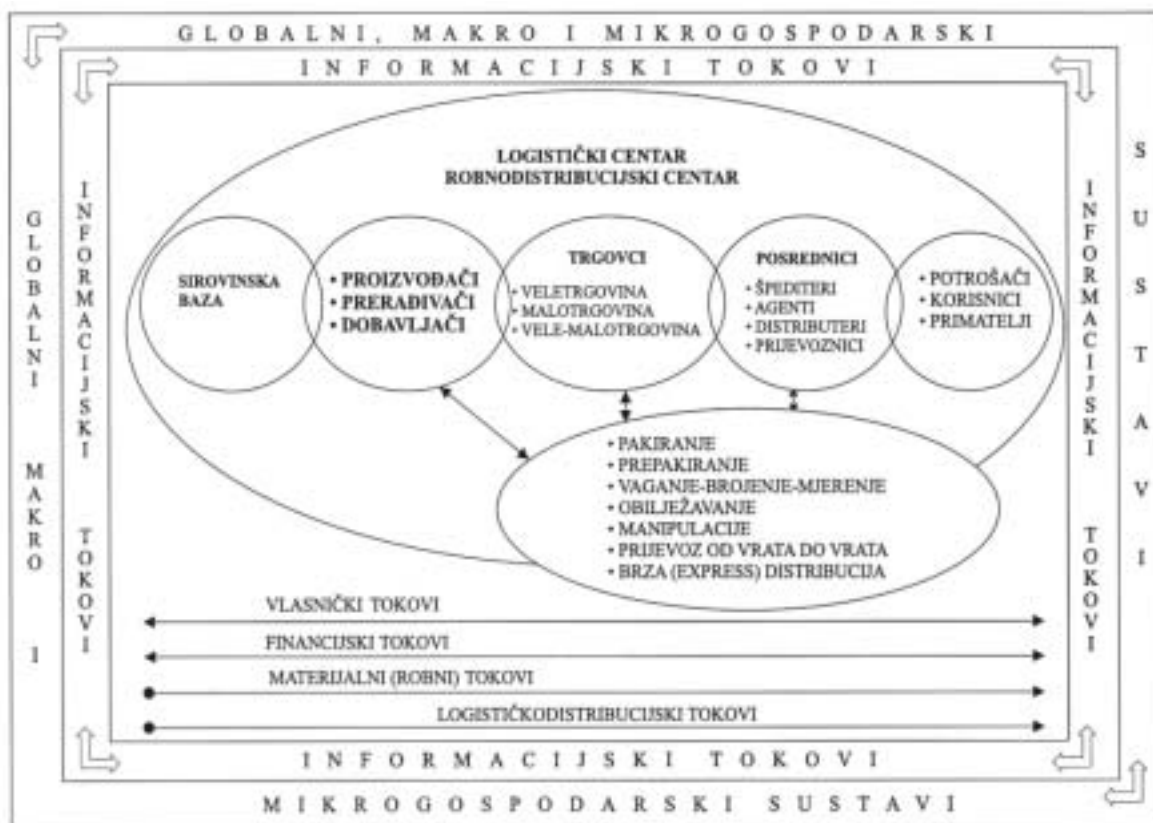 GLOBALNI, MAKRO I MIKROGOSPODARSKI
INFORMACIJSKI TOKOVI
LOGISTIČKI CENTAR
ROBNODISTRIBUCIJSKI CENTAR
SIROVINSKA
BAZA
• PROIZVOĐAČI
• PRERAĐIVAČI
• DOBAVLJAČI
TRGOVCI
• VELETRGOVINA
• MALOTRGOVINA
• VELE-MALOTRGOVINA
POSREDNICI
• ŠPEDITERI
• AGENTI
• DISTRIBUTERI
• PRIJEVOZNICI
• POTROŠAČI
• KORISNICI
• PRIMATELJI
• PAKIRANJE
• PREPAKIRANJE
• VAGANJE-BROJENJE-MJERENJE
• OBILJEŽAVANJE
• MANIPULACIJE
• PRIJEVOZ OD VRATA DO VRATA
• BRZA (EXPRESS) DISTRIBUCIJA
VLASNIČKI TOKOVI
FINANCIJSKI TOKOVI
MATERIJALNI (ROBNI) TOKOVI
LOGISTIČKODISTRIBUCIJSKI TOKOVI
GLOBALNI MAKRO I
INFORMACIJSKI TOKOVI
INFORMACIJSKI TOKOVI
SUSTAVI
INFORMACIJSKI TOKOVI
MIKROGOSPODARSKI SUSTAVI